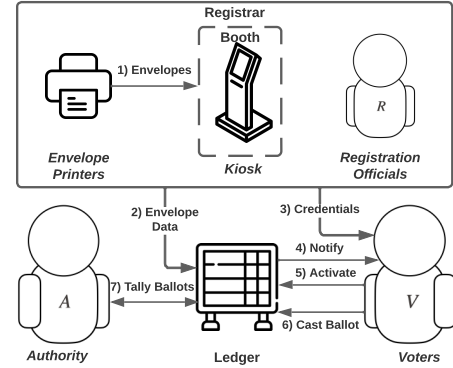 Registrar
Booth
1) Envelopes
R
Envelope
Printers
Kiosk
Registration
Officials
2) Envelope
Data
3) Credentials
4) Notify
5) Activate
A
7) Tally Ballots
V
6) Cast Ballot
Authority
Ledger
Voters